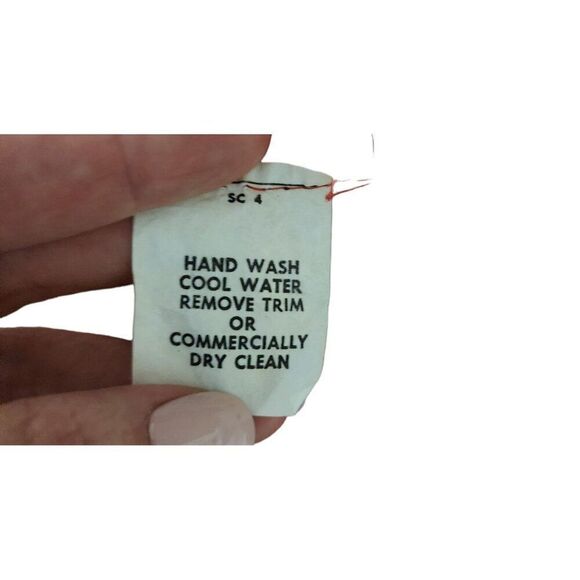 SC 4
HAND WASH
COOL WATER
REMOVE TRIM
OR
COMMERCIALLY
DRY CLEAN